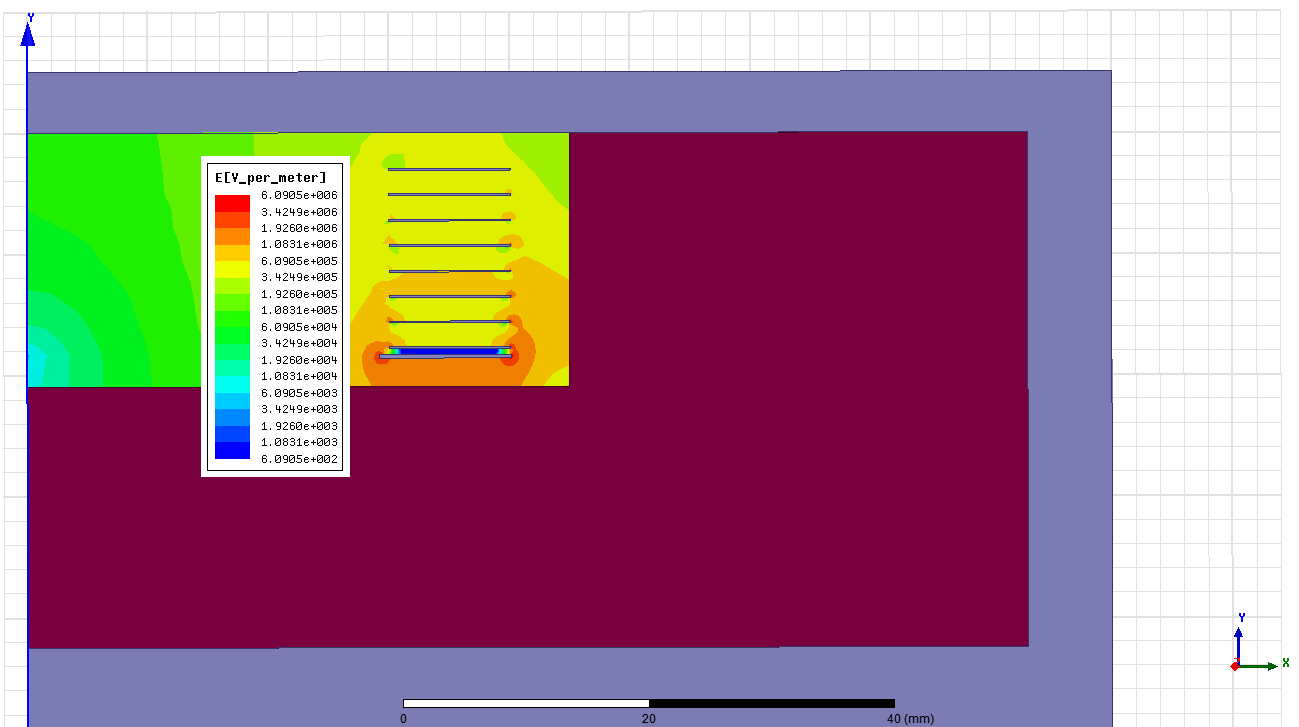 Y
E[V_per_meter]
6.0905e+006
3.4249e+006
1.9260e+006
1.0831e+006
6.0905e+005
3.4249e+005
1.9260e+005
1.0831e+005
6.0905e+004
3.4249e+004
1.9260e+004
1.0831e+004
6.0905e+003
3.4249e+003
1.9260e+003
1.0831e+003
6.0905e+002
Y
X
0 20 40 (mm)